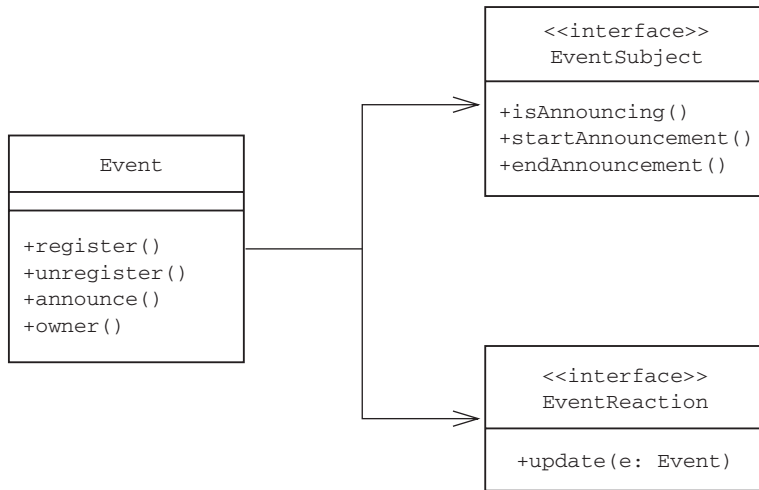 <<interface>>
EventSubject
+isAnnouncing()
+startAnnouncement()
+endAnnouncement()
Event
+register()
+unregister()
+announce()
+owner()
<<interface>>
EventReaction
+update(e: Event)